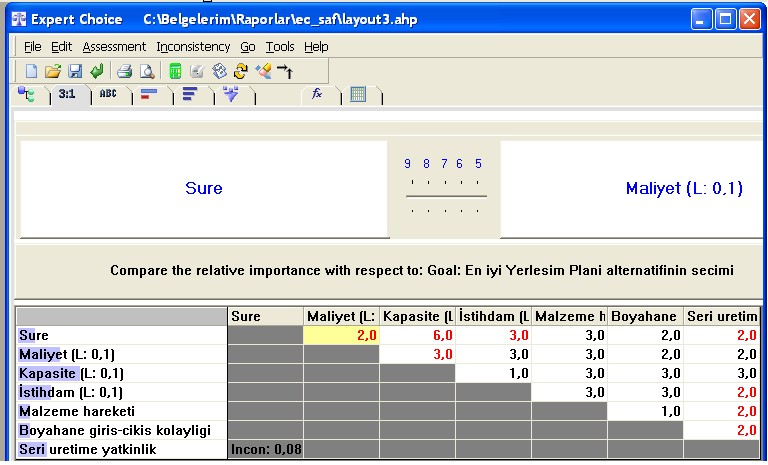 Expert Choice C:\Belgelerim\Raporlar\ec_saf\layout3.ahp
File Edit Assessment Inconsistency Go Tools Help
3:1 ABC fx
9 8 7 6 5
Sure Maliyet (L: 0,1)
Compare the relative importance with respect to: Goal: En iyi Yerlesim Plani alternatifinin secimi
Sure Maliyet (L: Kapasite (L İstihdam (L Malzeme h Boyahane Seri uretim
Sure 2,0 6,0 3,0 3,0 2,0 2,0
Maliyet (L: 0,1) 3,0 3,0 3,0 2,0 2,0
Kapasite (L: 0,1) 1,0 3,0 3,0 3,0
İstihdam (L: 0,1) 3,0 3,0 2,0
Malzeme hareketi 1,0 2,0
Boyahane giris-cikis kolayligi 2,0
Seri uretime yatkinlik Incon: 0,08